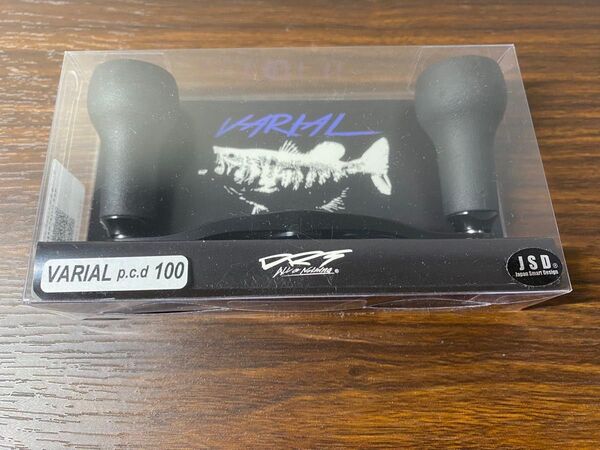 VARIAL
DRT
VARIAL p.c.d 100
JSD
Japan Smart Design